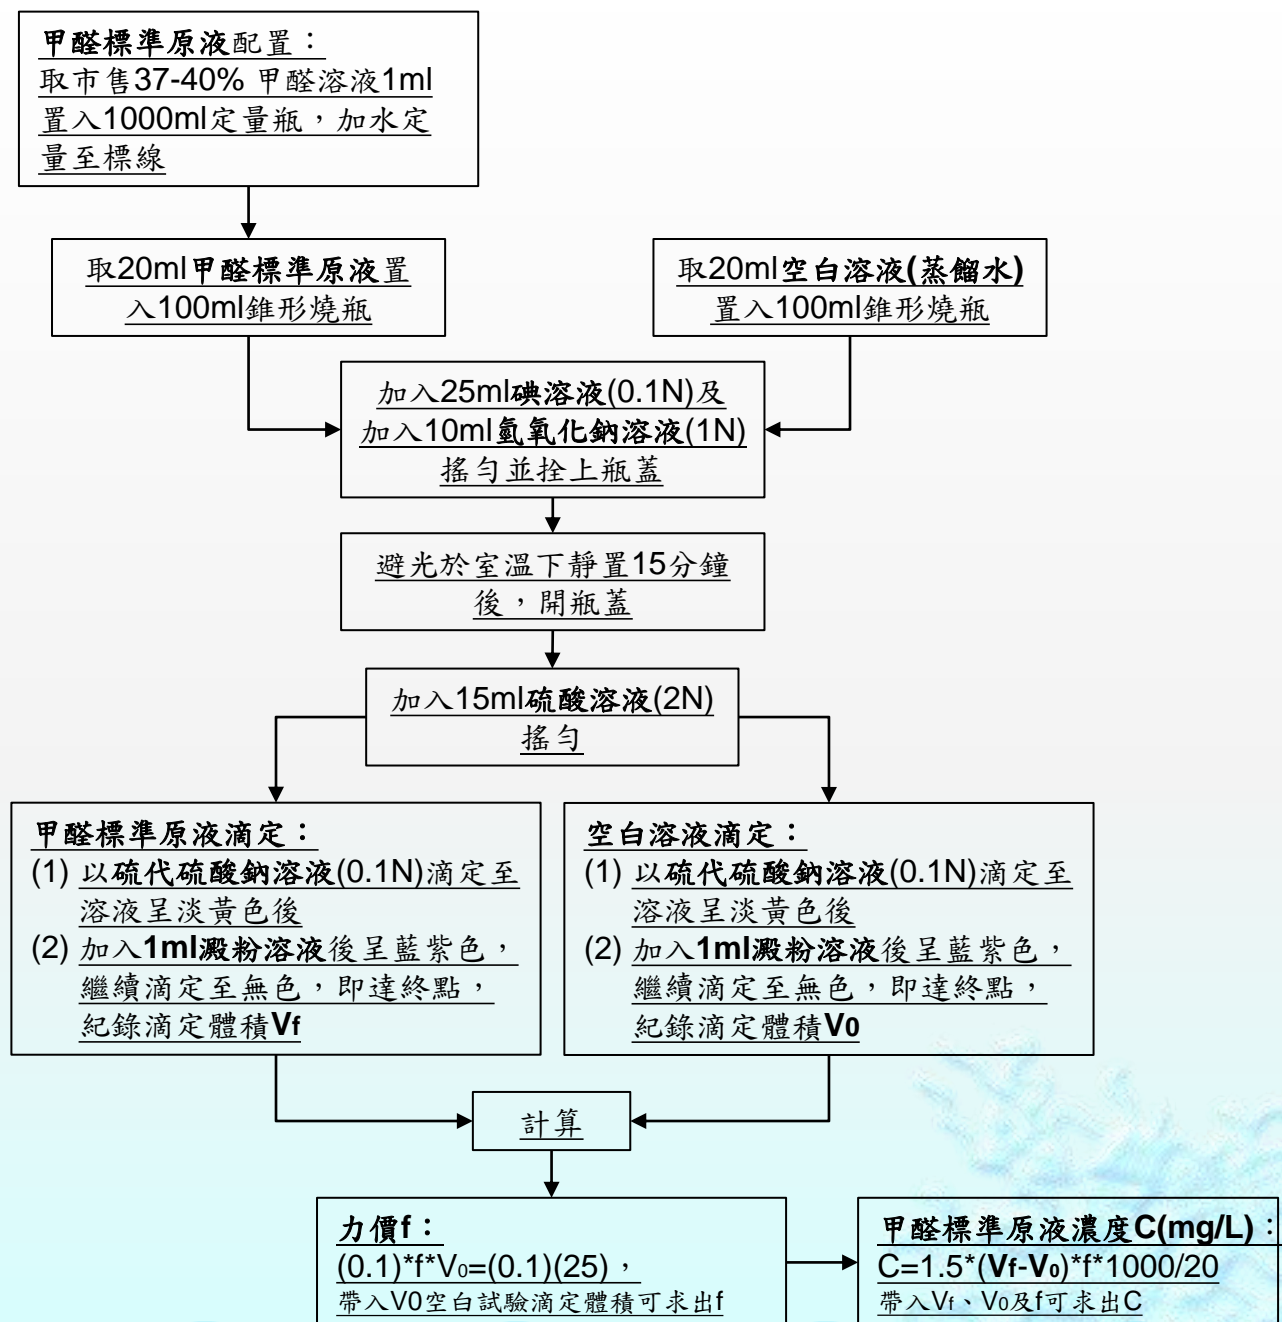 甲醛標準原液配置：
取市售37-40% 甲醛溶液1ml
置入1000ml定量瓶，加水定
量至標線
取20ml甲醛標準原液置
入100ml錐形燒瓶
取20ml空白溶液(蒸餾水)
置入100ml錐形燒瓶
加入25ml碘溶液(0.1N)及
加入10ml氫氧化鈉溶液(1N)
搖勻並拴上瓶蓋
避光於室溫下靜置15分鐘
後，開瓶蓋
加入15ml硫酸溶液(2N)
搖勻
甲醛標準原液滴定：
(1) 以硫代硫酸鈉溶液(0.1N)滴定至
溶液呈淡黃色後
(2) 加入1ml澱粉溶液後呈藍紫色，
繼續滴定至無色，即達終點，
紀錄滴定體積Vf
空白溶液滴定：
(1) 以硫代硫酸鈉溶液(0.1N)滴定至
溶液呈淡黃色後
(2) 加入1ml澱粉溶液後呈藍紫色，
繼續滴定至無色，即達終點，
紀錄滴定體積V0
計算
力價f：
(0.1)*f*V0=(0.1)(25)，
帶入V0空白試驗滴定體積可求出f
甲醛標準原液濃度C(mg/L)：
C=1.5*(Vf-V0)*f*1000/20
帶入Vf、V0及f可求出C